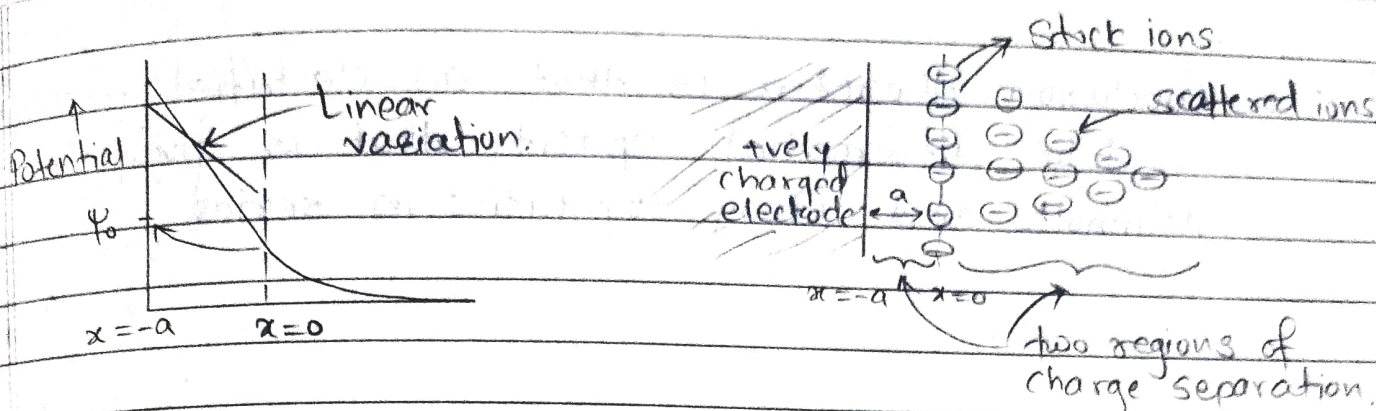 Potential
Linear
variation.
ψ₀
x = -a
x = 0
Stuck ions
scattered ions
+vely
charged
electrode
a
x = -a
x = 0
two regions of
charge separation.